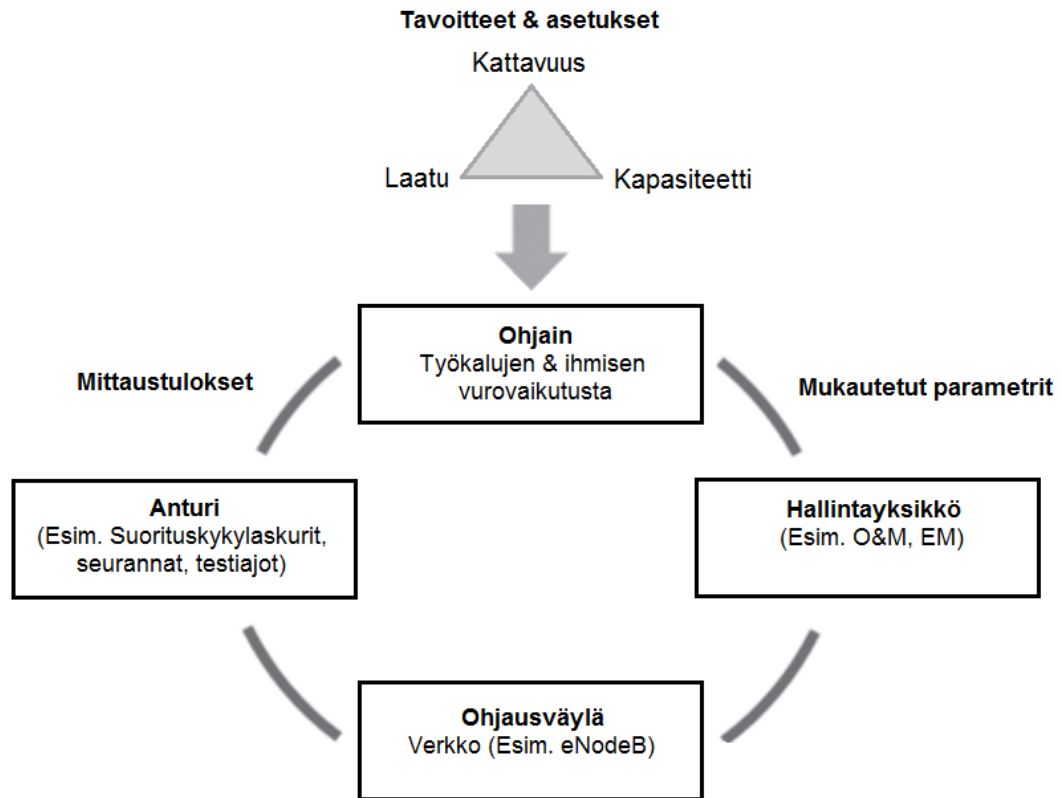 Tavoitteet & asetukset
Kattavuus
Laatu
Kapasiteetti
Ohjain
Työkalujen & ihmisen
vurovaikutusta
Mittaustulokset
Mukautetut parametrit
Anturi
(Esim. Suorituskykylaskurit,
seurannat, testiajot)
Hallintayksikkö
(Esim. O&M, EM)
Ohjausväylä
Verkko (Esim. eNodeB)